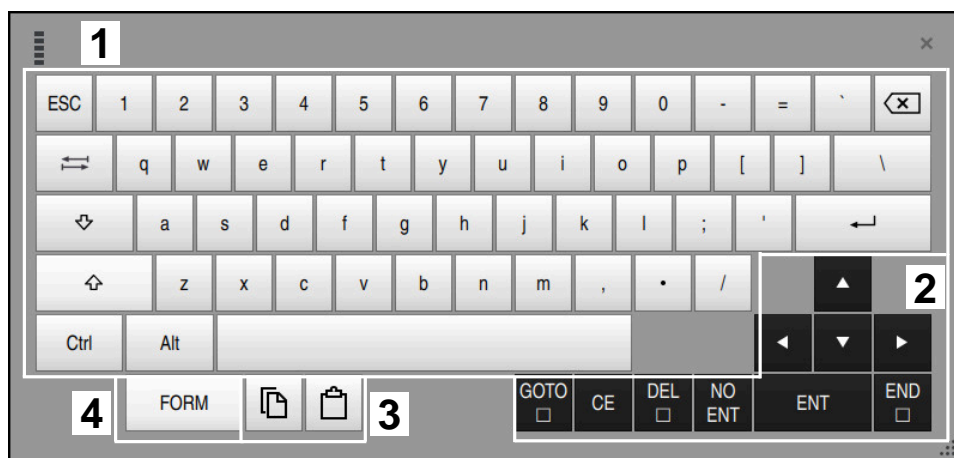 1
×
ESC 1 2 3 4 5 6 7 8 9 0 - = `
q w e r t y u i o p [ ] \
a s d f g h j k l ; '
z x c v b n m , • / 2
Ctrl Alt
4 FORM 3 GOTO CE DEL NO ENT ENT END